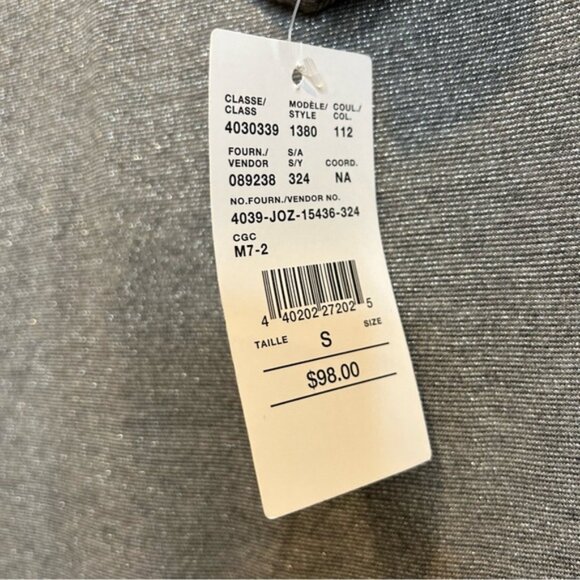 CLASSE/ MODÈLE/ COUL./
CLASS STYLE COL.
4030339 1380 112
FOURN./ S/A
VENDOR S/Y COORD.
089238 324 NA
NO.FOURN./VENDOR NO.
4039-JOZ-15436-324
CGC
M7-2
4 40202 27202 5
TAILLE S SIZE
$98.00